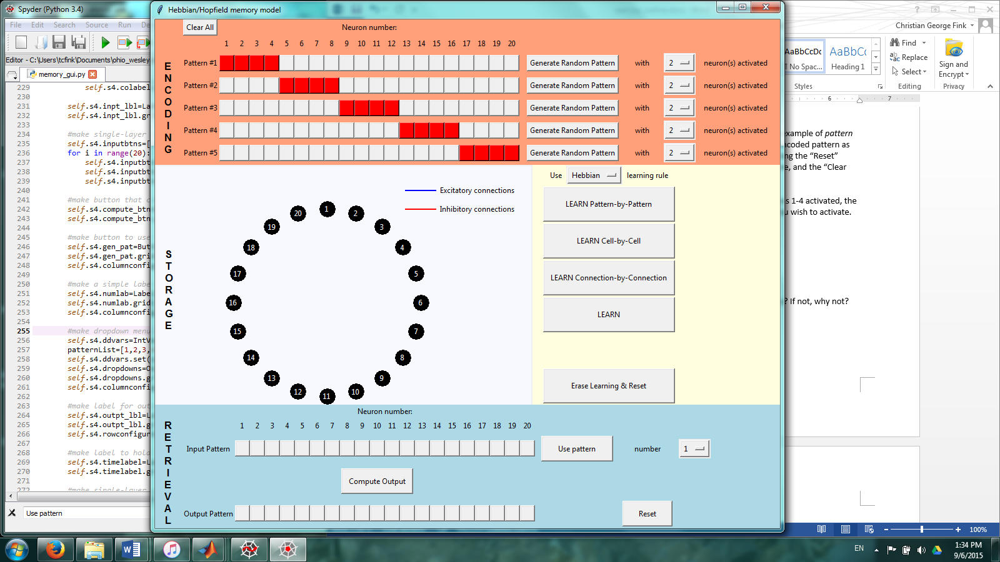 Spyder (Python 3.4)
File Edit Search Source Run De
Editor - C:\Users\tcfink\Documents\ohio_wesley
memory_gui.py
229 self.s4.colabel
230
231 self.s4.inpt_lbl=La
232 self.s4.inpt_lbl.gr
233
234 #make single-layer
235 self.s4.inputbtns=[
236 for i in range(20):
237 self.s4.inputbt
238 self.s4.inputbt
239 self.s4.inputbt
240
241 #make button that c
242 self.s4.compute_btn
243 self.s4.compute_btn
244
245 #make button to use
246 self.s4.gen_pat=But
247 self.s4.gen_pat.gri
248 self.s4.columnconfi
249
250 #make a simple labe
251 self.s4.numlab=Labe
252 self.s4.numlab.grid
253 self.s4.columnconfi
254
255 #make dropdown menu
256 self.s4.ddvars=IntV
257 patternList=[1,2,3,
258 self.s4.ddvars.set(
259 self.s4.dropdowns=O
260 self.s4.dropdowns.g
261 self.s4.columnconfi
262
263 #make label for out
264 self.s4.outpt_lbl=L
265 self.s4.outpt_lbl.g
266 self.s4.rowconfigur
267
268 #make label to hold
269 self.s4.timelabel=L
270 self.s4.timelabel.g
271
272 #make single-layer
Use pattern
Hebbian/Hopfield memory model
Clear All Neuron number:
1 2 3 4 5 6 7 8 9 10 11 12 13 14 15 16 17 18 19 20
ENCODING
Pattern #1 Generate Random Pattern with 2 neuron(s) activated
Pattern #2 Generate Random Pattern with 2 neuron(s) activated
Pattern #3 Generate Random Pattern with 2 neuron(s) activated
Pattern #4 Generate Random Pattern with 2 neuron(s) activated
Pattern #5 Generate Random Pattern with 2 neuron(s) activated
STORAGE
Excitatory connections
Inhibitory connections
1
2
3
4
5
6
7
8
9
10
11
12
13
14
15
16
17
18
19
20
Use Hebbian learning rule
LEARN Pattern-by-Pattern
LEARN Cell-by-Cell
LEARN Connection-by-Connection
LEARN
Erase Learning & Reset
RETRIEVAL
Neuron number:
1 2 3 4 5 6 7 8 9 10 11 12 13 14 15 16 17 18 19 20
Input Pattern Use pattern number 1
Compute Output
Output Pattern Reset
Christian George Fink
AaBbCcDc AaBbCc
¶ No Spac... Heading 1
Styles
Find
Replace
Select
Editing
Sign and
Encrypt
Privacy
6 7
example of pattern
ncoded pattern as
ng the “Reset”
e, and the “Clear
s 1-4 activated, the
u wish to activate.
? If not, why not?
100%
EN
1:34 PM
9/6/2015